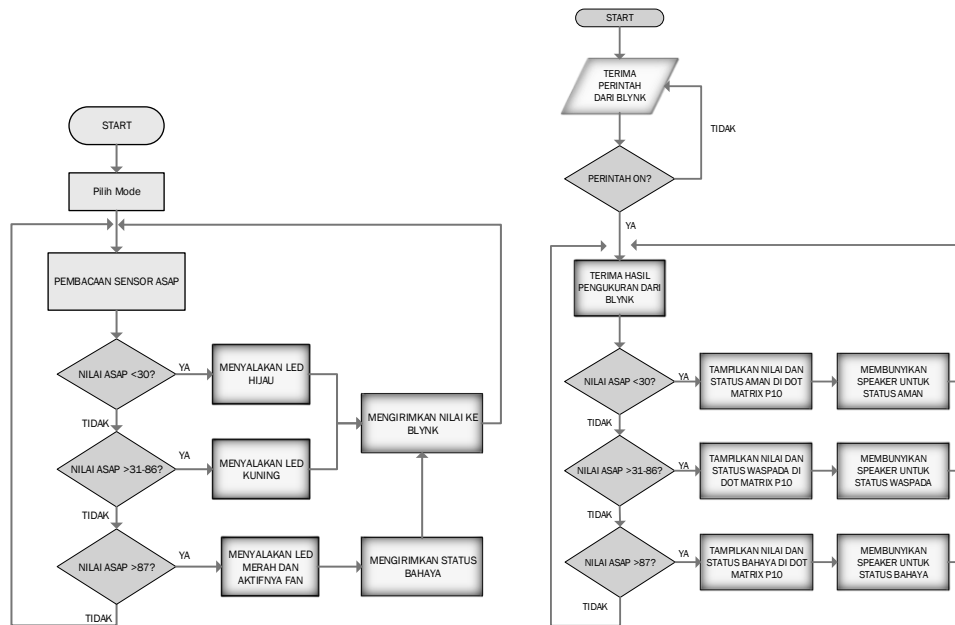 START
Pilih Mode
PEMBACAAN SENSOR ASAP
NILAI ASAP <30?
YA
MENYALAKAN LED
HIJAU
TIDAK
NILAI ASAP >31-86?
YA
MENYALAKAN LED
KUNING
MENGIRIMKAN NILAI KE
BLYNK
TIDAK
NILAI ASAP >87?
YA
MENYALAKAN LED
MERAH DAN
AKTIFNYA FAN
MENGIRIMKAN STATUS
BAHAYA
TIDAK
START
TERIMA
PERINTAH
DARI BLYNK
TIDAK
PERINTAH ON?
YA
TERIMA HASIL
PENGUKURAN DARI
BLYNK
NILAI ASAP <30?
YA
TAMPILKAN NILAI DAN
STATUS AMAN DI DOT
MATRIX P10
MEMBUNYIKAN
SPEAKER UNTUK
STATUS AMAN
TIDAK
NILAI ASAP >31-86?
YA
TAMPILKAN NILAI DAN
STATUS WASPADA DI
DOT MATRIX P10
MEMBUNYIKAN
SPEAKER UNTUK
STATUS WASPADA
TIDAK
NILAI ASAP >87?
YA
TAMPILKAN NILAI DAN
STATUS BAHAYA DI DOT
MATRIX P10
MEMBUNYIKAN
SPEAKER UNTUK
STATUS BAHAYA
TIDAK